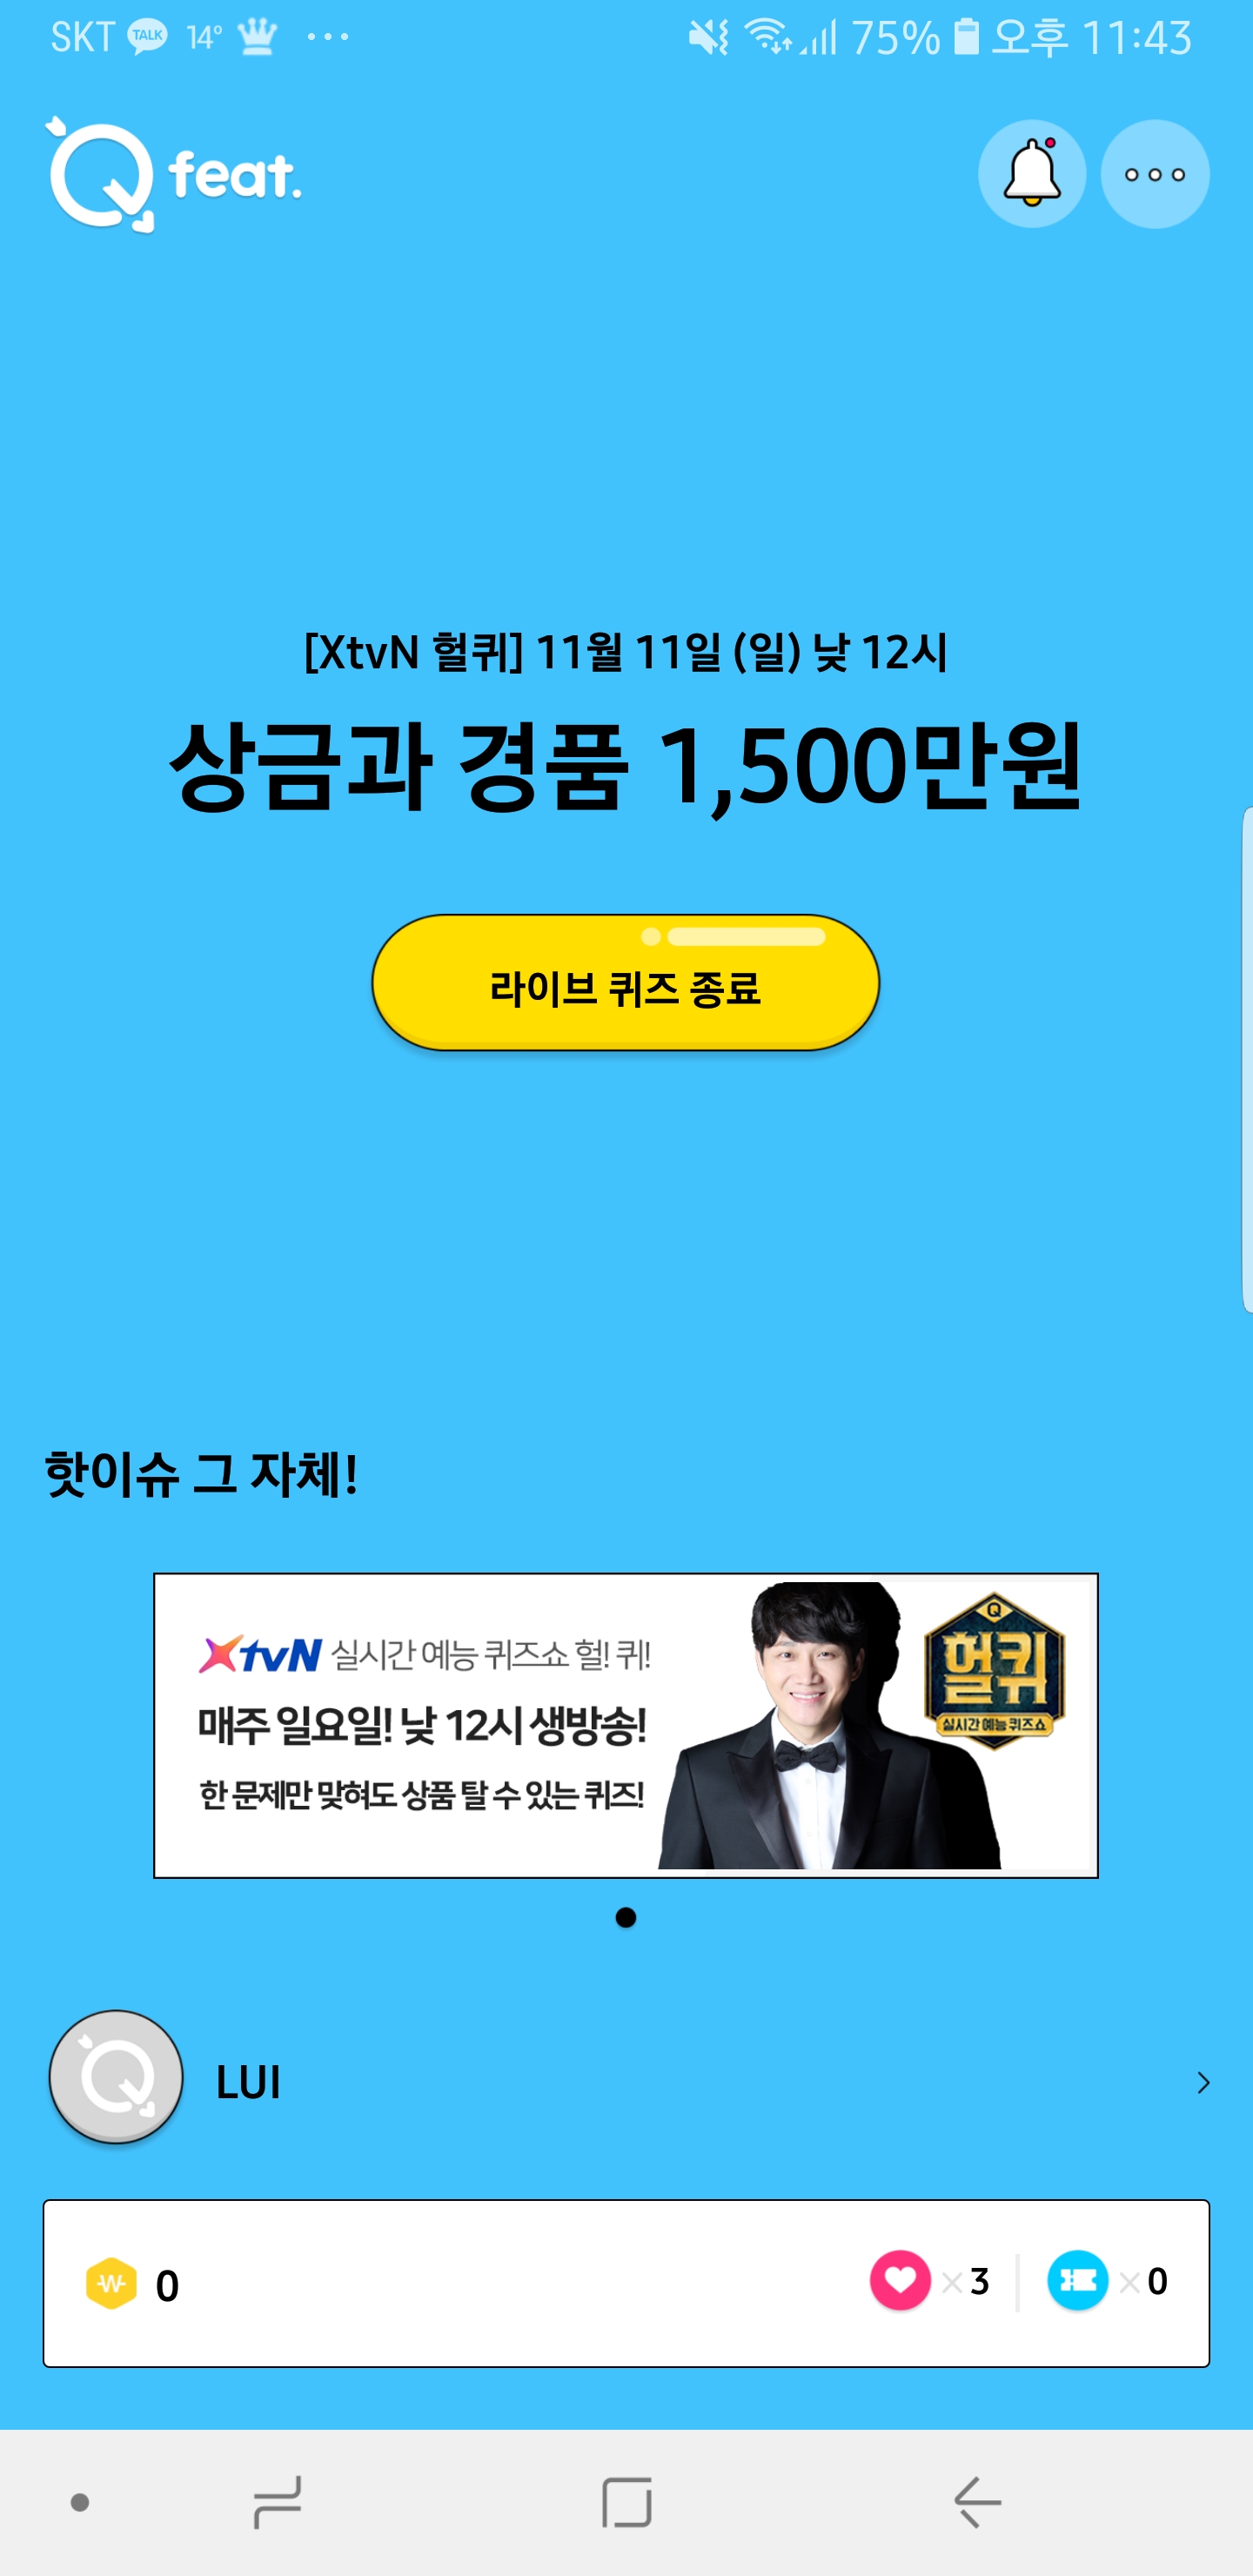 SKT TALK 14° 75% 오후 11:43
Q feat.
[XtvN 헐퀴] 11월 11일 (일) 낮 12시
상금과 경품 1,500만원
라이브 퀴즈 종료
핫이슈 그 자체!
XtvN 실시간 예능 퀴즈쇼 헐! 퀴!
매주 일요일! 낮 12시 생방송!
한 문제만 맞혀도 상품 탈 수 있는 퀴즈!
Q
헐퀴
실시간 예능 퀴즈쇼
Q LUI
W 0 ×3 ×0